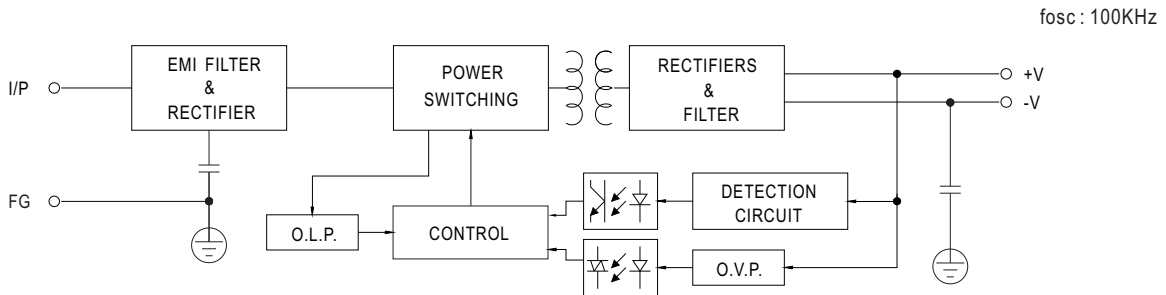 fosc : 100KHz
I/P
EMI FILTER
&
RECTIFIER
POWER
SWITCHING
RECTIFIERS
&
FILTER
+V
-V
FG
O.L.P.
CONTROL
DETECTION
CIRCUIT
O.V.P.